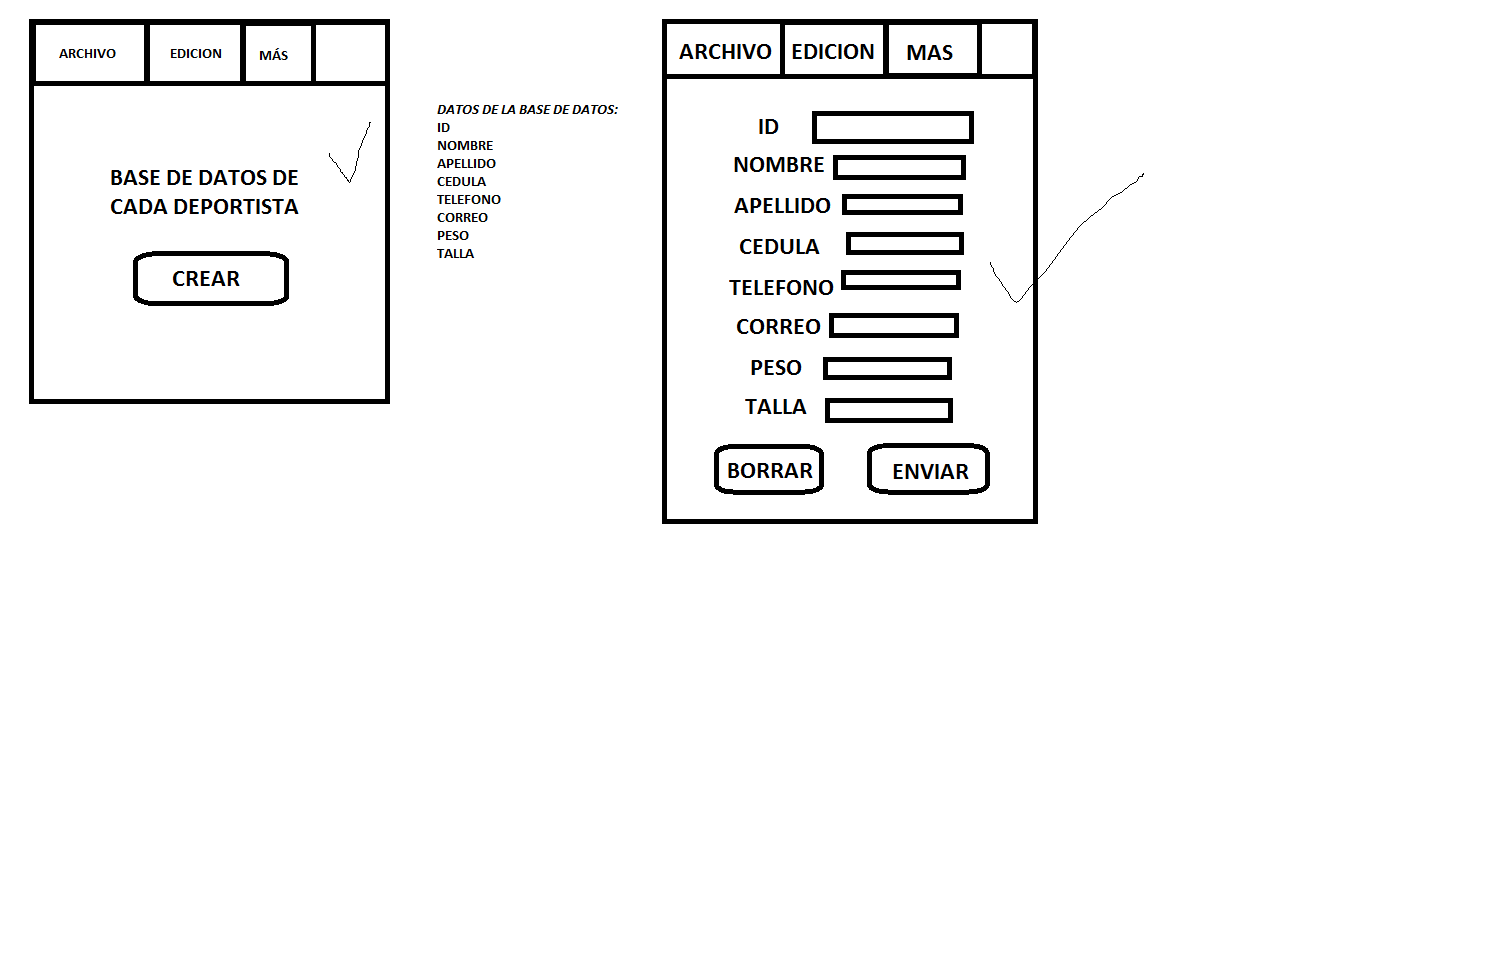 ARCHIVO
EDICION
MÁS
BASE DE DATOS DE
CADA DEPORTISTA
CREAR
DATOS DE LA BASE DE DATOS:
ID
NOMBRE
APELLIDO
CEDULA
TELEFONO
CORREO
PESO
TALLA
ARCHIVO
EDICION
MAS
ID
NOMBRE
APELLIDO
CEDULA
TELEFONO
CORREO
PESO
TALLA
BORRAR
ENVIAR